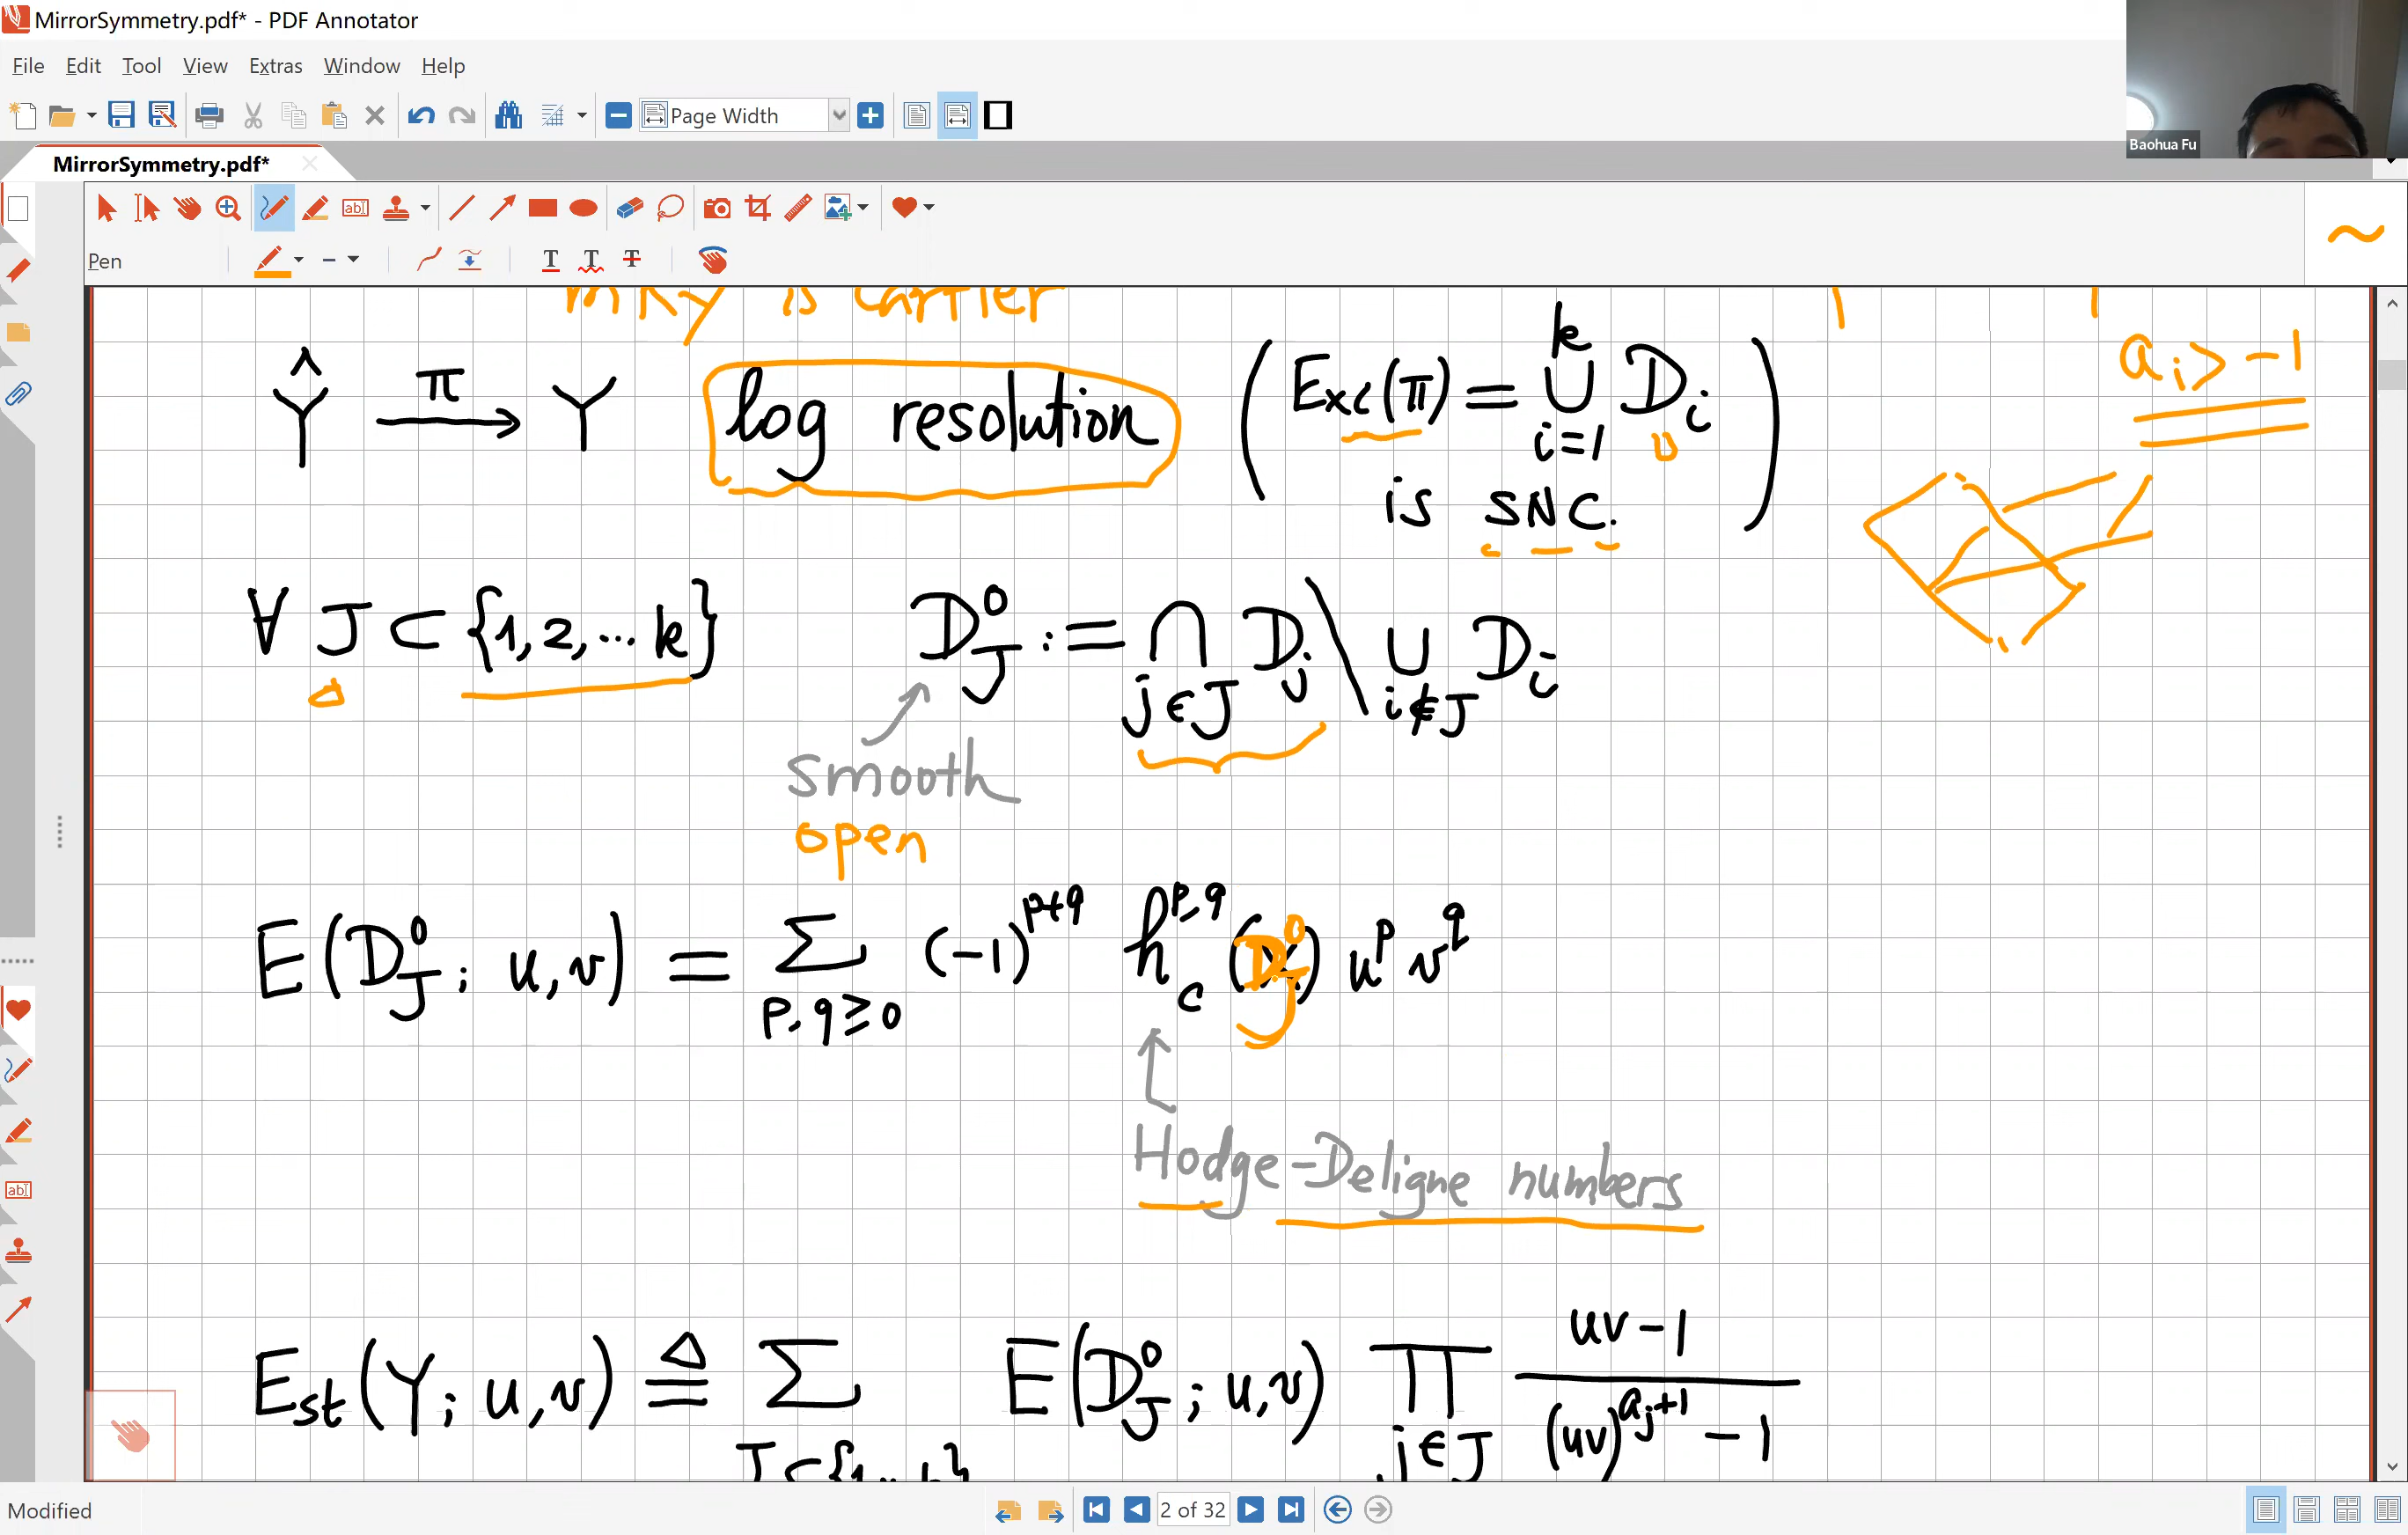 MirrorSymmetry.pdf* - PDF Annotator
File Edit Tool View Extras Window Help
Page Width
Baohua Fu
MirrorSymmetry.pdf*
Pen
mKY is Cartier
Ŷ —π→ Y log resolution ( Exc(π) = ∪_{i=1}^{k} D_i is SNC. ) a_i > -1
∀ J ⊂ {1, 2, ... k} D_J^0 := ∩_{j∈J} D_j \ ∪_{i∉J} D_i
smooth
open
E(D_J^0; u, v) = Σ_{p,q≥0} (-1)^{p+q} h_c^{p,q} (D_J^0) u^p v^q
Hodge-Deligne numbers
E_st(Y; u, v) ≜ Σ E(D_J^0; u, v) ∏_{j∈J} (uv-1)/((uv)^{a_j+1} - 1)
Modified
2 of 32